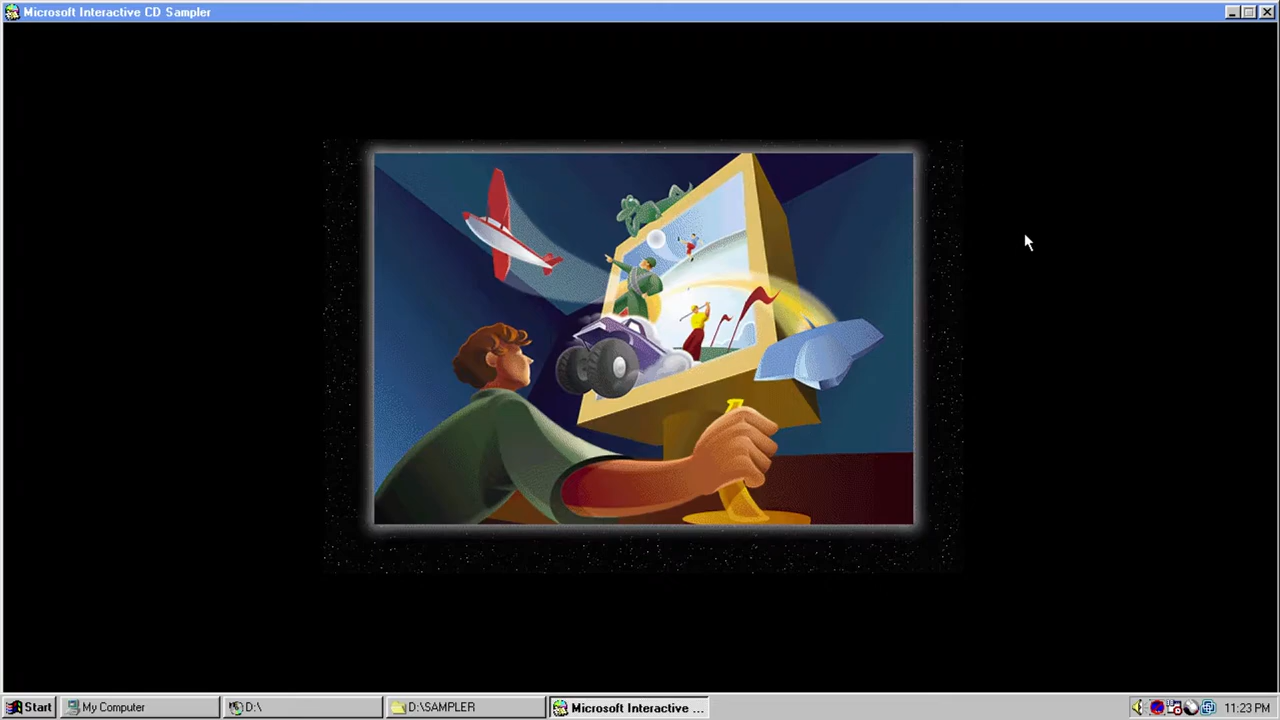 Microsoft Interactive CD Sampler
Start
My Computer
D:\
D:\SAMPLER
Microsoft Interactive ...
11:23 PM